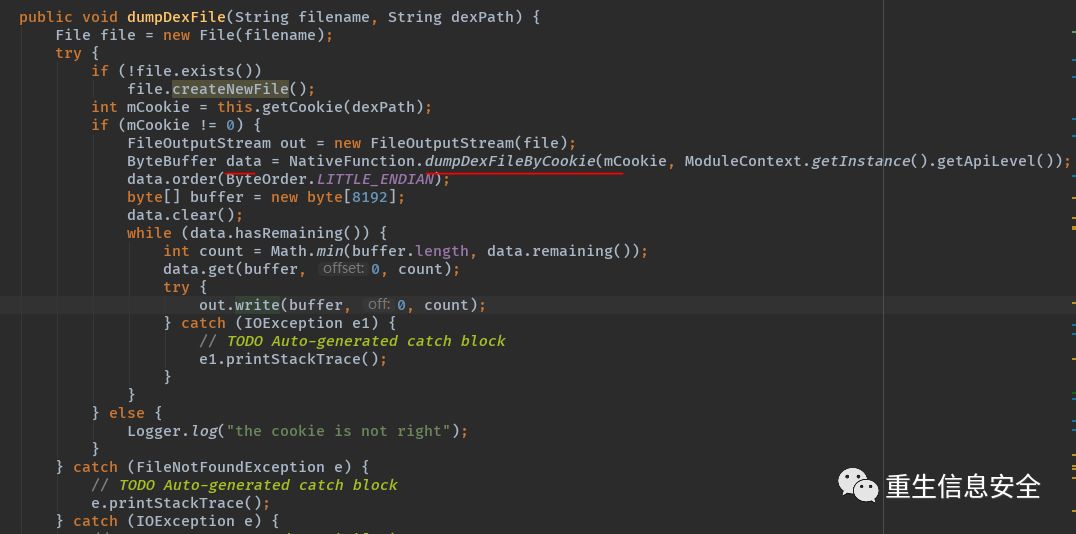 public void dumpDexFile(String filename, String dexPath) {
File file = new File(filename);
try {
if (!file.exists())
file.createNewFile();
int mCookie = this.getCookie(dexPath);
if (mCookie != 0) {
FileOutputStream out = new FileOutputStream(file);
ByteBuffer data = NativeFunction.dumpDexFileByCookie(mCookie, ModuleContext.getInstance().getApiLevel());
data.order(ByteOrder.LITTLE_ENDIAN);
byte[] buffer = new byte[8192];
data.clear();
while (data.hasRemaining()) {
int count = Math.min(buffer.length, data.remaining());
data.get(buffer, offset: 0, count);
try {
out.write(buffer, off: 0, count);
} catch (IOException e1) {
// TODO Auto-generated catch block
e1.printStackTrace();
}
}
} else {
Logger.log("the cookie is not right");
}
} catch (FileNotFoundException e) {
// TODO Auto-generated catch block
e.printStackTrace();
} catch (IOException e) {
重生信息安全